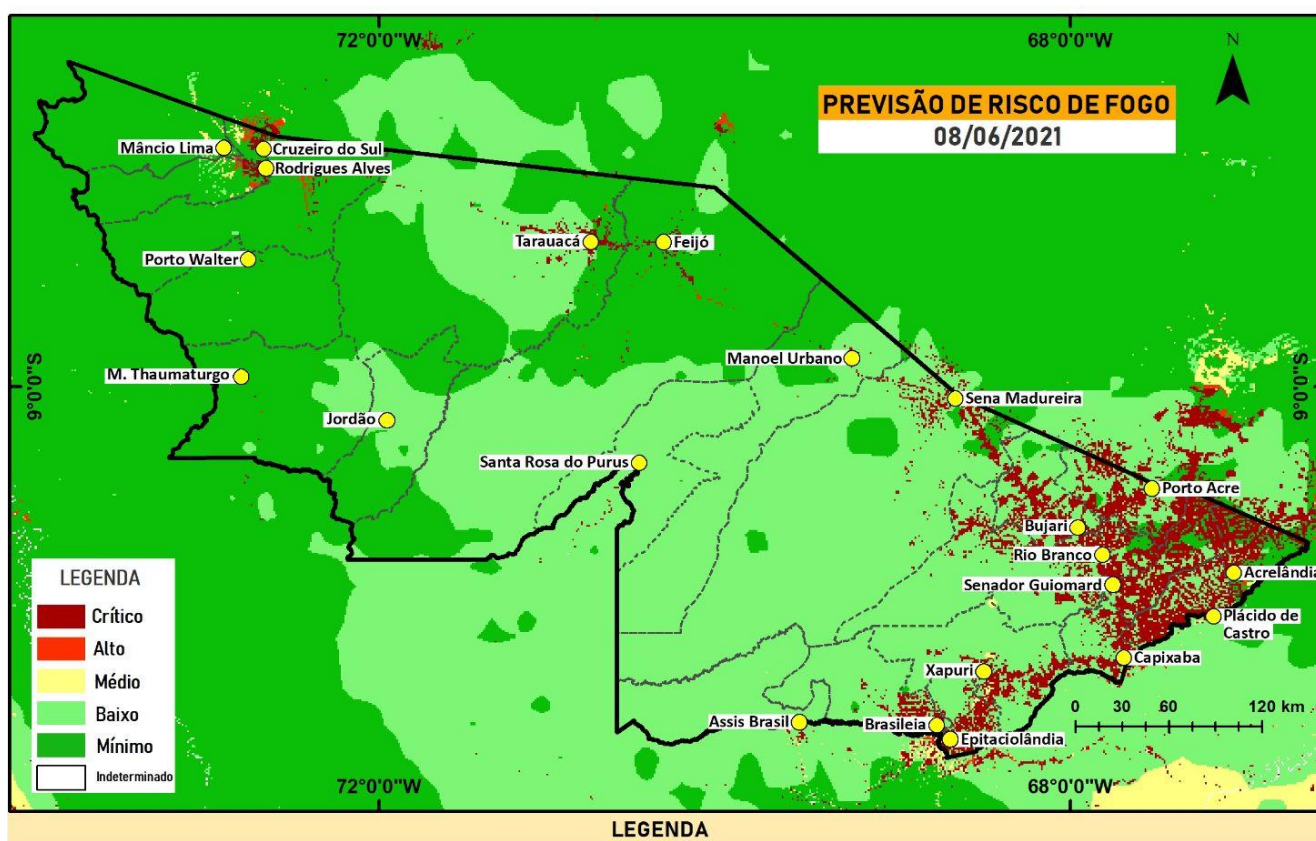 72°0'0"W
68°0'0"W
N
PREVISÃO DE RISCO DE FOGO
08/06/2021
Mâncio Lima
Cruzeiro do Sul
Rodrigues Alves
Tarauacá
Feijó
Porto Walter
Manoel Urbano
9°0'0"S
9°0'0"S
M. Thaumaturgo
Sena Madureira
Jordão
Santa Rosa do Purus
Porto Acre
Bujari
Rio Branco
Acrelândia
Senador Guiomard
Plácido de
Castro
Capixaba
Xapuri
Assis Brasil
Brasileia
Epitaciolândia
0 30 60 120 km
LEGENDA
Crítico
Alto
Médio
Baixo
Mínimo
Indeterminado
72°0'0"W
68°0'0"W
LEGENDA